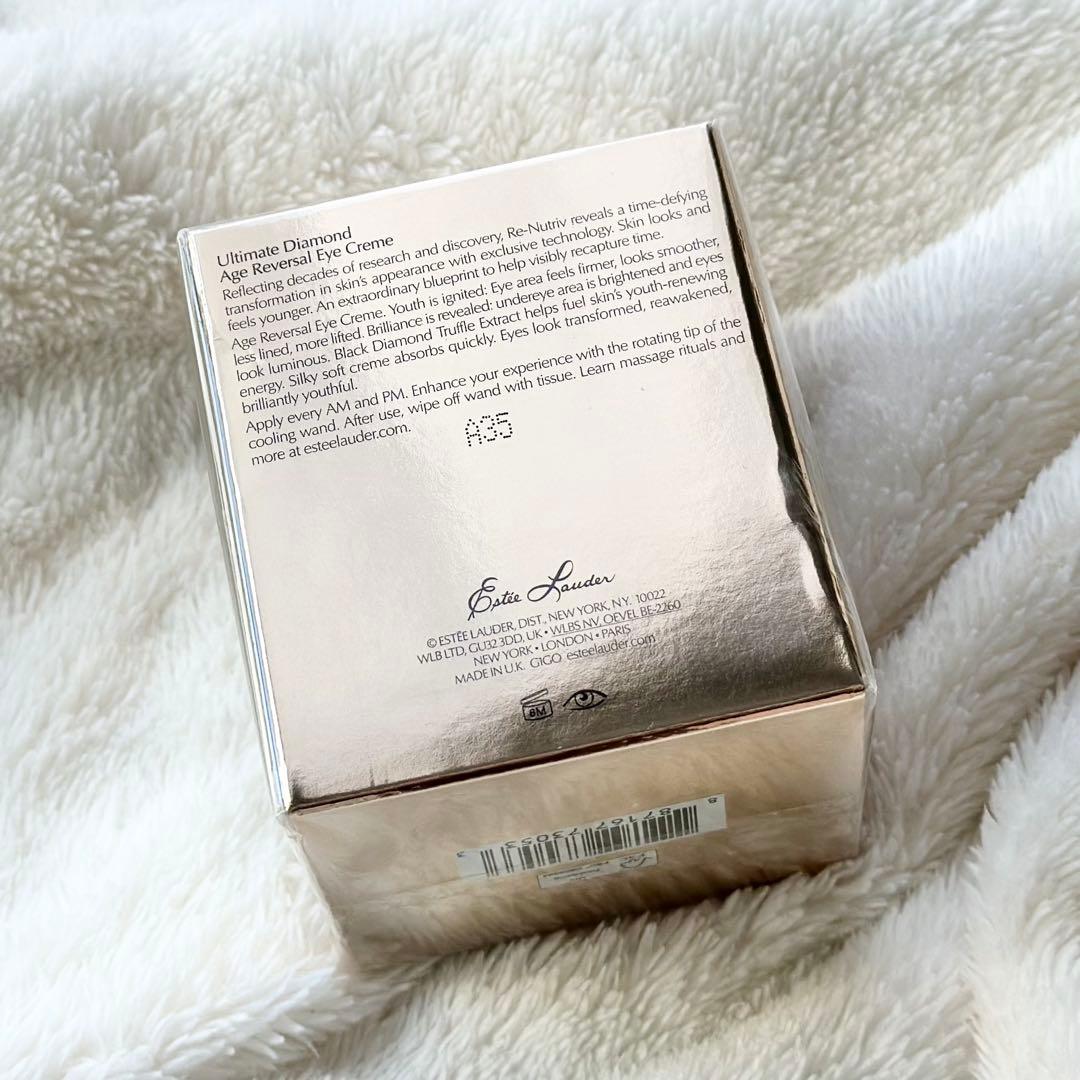 Ultimate Diamond
Age Reversal Eye Creme
Reflecting decades of research and discovery, Re-Nutriv reveals a time-defying
transformation in skin's appearance with exclusive technology. Skin looks and
feels younger. An extraordinary blueprint to help visibly recapture time.
Age Reversal Eye Creme. Youth is ignited: Eye area feels firmer, looks smoother,
less lined, more lifted. Brilliance is revealed: undereye area is brightened and eyes
look luminous. Black Diamond Truffle Extract helps fuel skin's youth-renewing
energy. Silky soft creme absorbs quickly. Eyes look transformed, reawakened,
brilliantly youthful.
Apply every AM and PM. Enhance your experience with the rotating tip of the
cooling wand. After use, wipe off wand with tissue. Learn massage rituals and
more at esteelauder.com.
A35
Estée Lauder
© ESTÉE LAUDER, DIST., NEW YORK, N.Y. 10022
WLB LTD, GU32 3DD, UK • WLBS NV, OEVEL BE-2260
NEW YORK • LONDON • PARIS
MADE IN U.K. GIGO esteelauder.com
6M
8 87167 73053 3